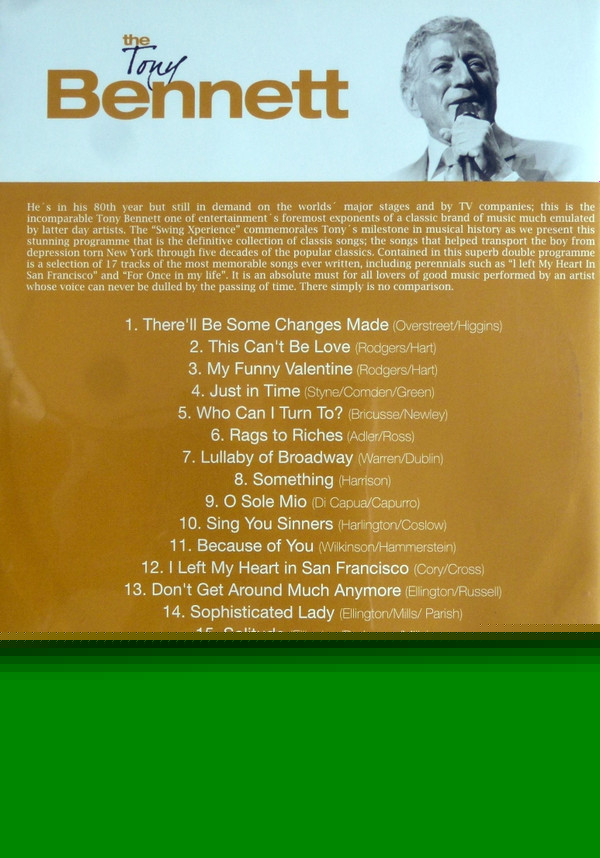 the
Tony
Bennett
He´s in his 80th year but still in demand on the worlds´ major stages and by TV companies; this is the
incomparable Tony Bennett one of entertainment´s foremost exponents of a classic brand of music much emulated
by latter day artists. The “Swing Xperience” commemorales Tony´s milestone in musical history as we present this
stunning programme that is the definitive collection of classis songs; the songs that helped transport the boy from
depression torn New York through five decades of the popular classics. Contained in this superb double programme
is a selection of 17 tracks of the most memorable songs ever written, including perennials such as “I left My Heart In
San Francisco” and “For Once in my life”. It is an absolute must for all lovers of good music performed by an artist
whose voice can never be dulled by the passing of time. There simply is no comparison.
1. There'll Be Some Changes Made (Overstreet/Higgins)
2. This Can't Be Love (Rodgers/Hart)
3. My Funny Valentine (Rodgers/Hart)
4. Just in Time (Styne/Comden/Green)
5. Who Can I Turn To? (Bricusse/Newley)
6. Rags to Riches (Adler/Ross)
7. Lullaby of Broadway (Warren/Dublin)
8. Something (Harrison)
9. O Sole Mio (Di Capua/Capurro)
10. Sing You Sinners (Harlington/Coslow)
11. Because of You (Wilkinson/Hammerstein)
12. I Left My Heart in San Francisco (Cory/Cross)
13. Don't Get Around Much Anymore (Ellington/Russell)
14. Sophisticated Lady (Ellington/Mills/ Parish)
15. Solitude